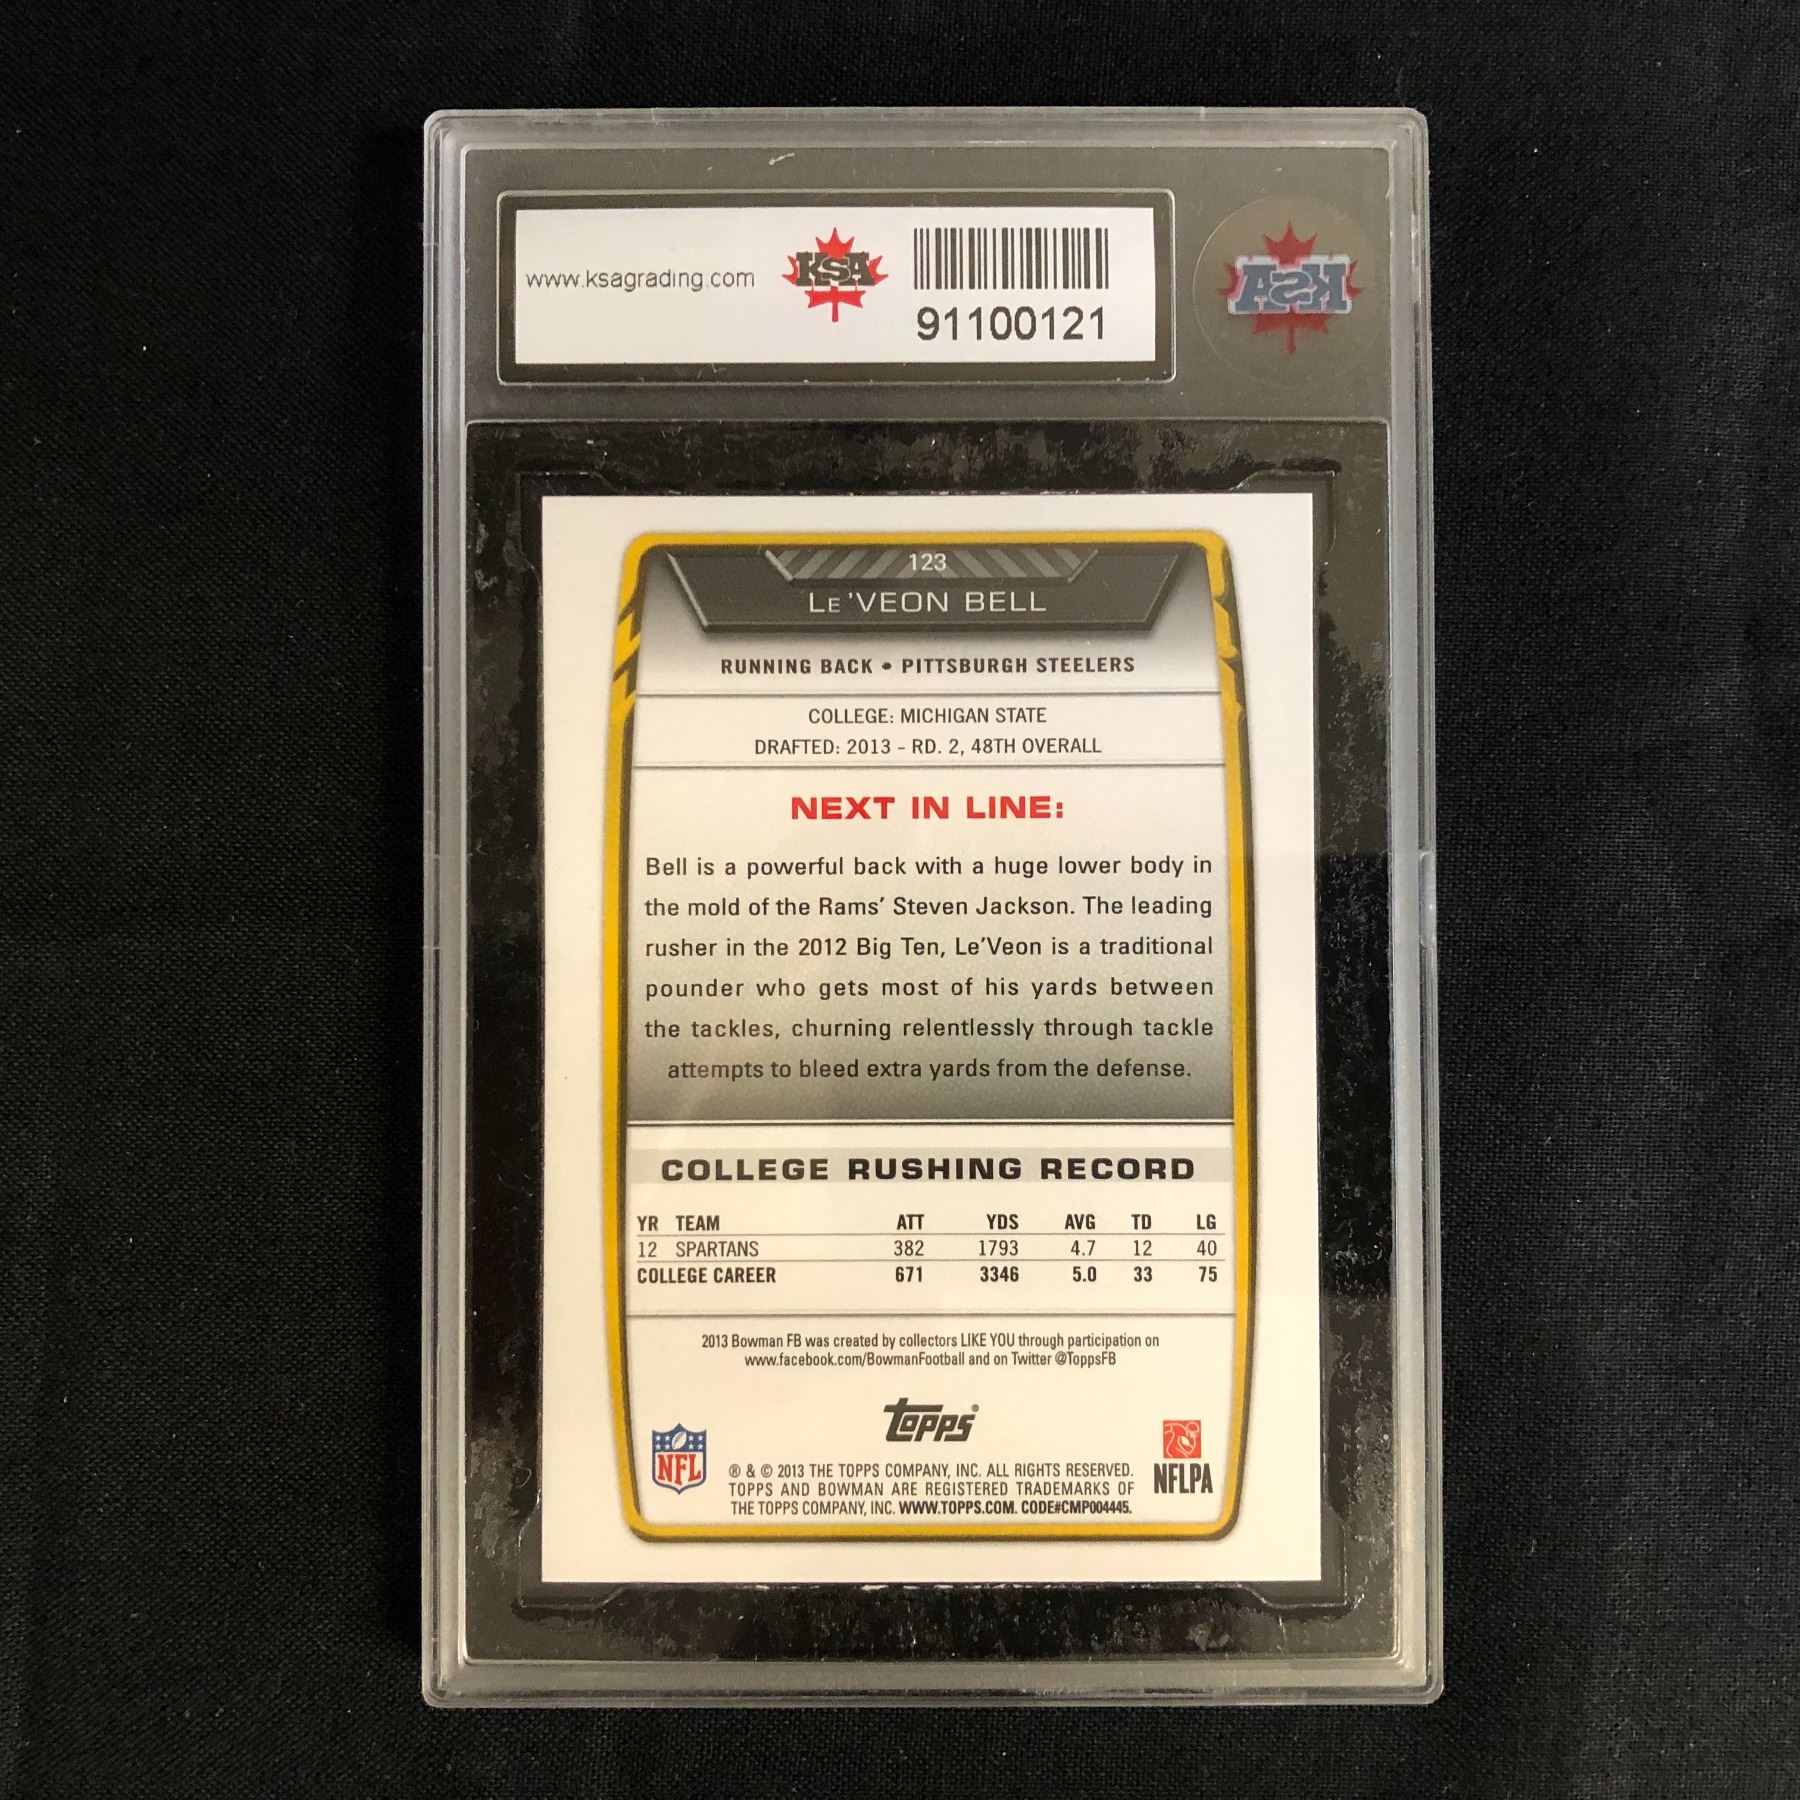 www.ksagrading.com
KSA
91100121
KSA
123
LE'VEON BELL
RUNNING BACK • PITTSBURGH STEELERS
COLLEGE: MICHIGAN STATE
DRAFTED: 2013 - RD. 2, 48TH OVERALL
NEXT IN LINE:
Bell is a powerful back with a huge lower body in
the mold of the Rams' Steven Jackson. The leading
rusher in the 2012 Big Ten, Le'Veon is a traditional
pounder who gets most of his yards between
the tackles, churning relentlessly through tackle
attempts to bleed extra yards from the defense.
COLLEGE RUSHING RECORD
YR TEAM ATT YDS AVG TD LG
12 SPARTANS 382 1793 4.7 12 40
COLLEGE CAREER 671 3346 5.0 33 75
2013 Bowman FB was created by collectors LIKE YOU through participation on
www.facebook.com/BowmanFootball and on Twitter @ToppsFB
Topps®
NFL
NFLPA
® & © 2013 THE TOPPS COMPANY, INC. ALL RIGHTS RESERVED.
TOPPS AND BOWMAN ARE REGISTERED TRADEMARKS OF
THE TOPPS COMPANY, INC. WWW.TOPPS.COM. CODE#CMP004445.